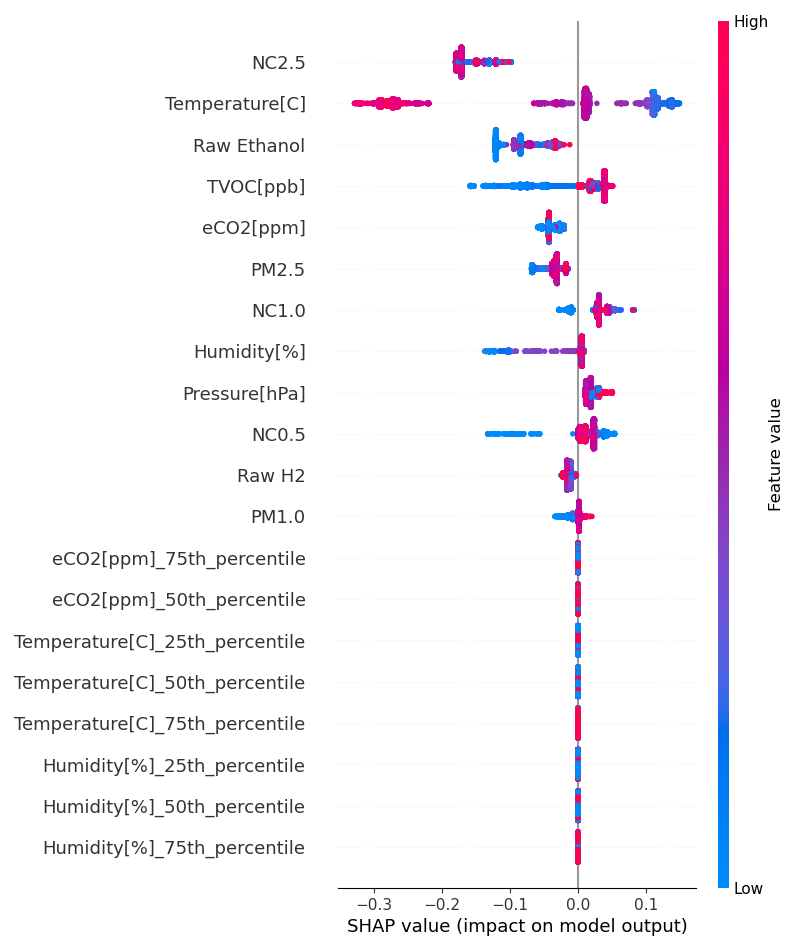 High
NC2.5
Temperature[C]
Raw Ethanol
TVOC[ppb]
eCO2[ppm]
PM2.5
NC1.0
Humidity[%]
Pressure[hPa]
NC0.5
Raw H2
PM1.0
eCO2[ppm]_75th_percentile
eCO2[ppm]_50th_percentile
Temperature[C]_25th_percentile
Temperature[C]_50th_percentile
Temperature[C]_75th_percentile
Humidity[%]_25th_percentile
Humidity[%]_50th_percentile
Humidity[%]_75th_percentile
Feature value
Low
−0.3 −0.2 −0.1 0.0 0.1
SHAP value (impact on model output)